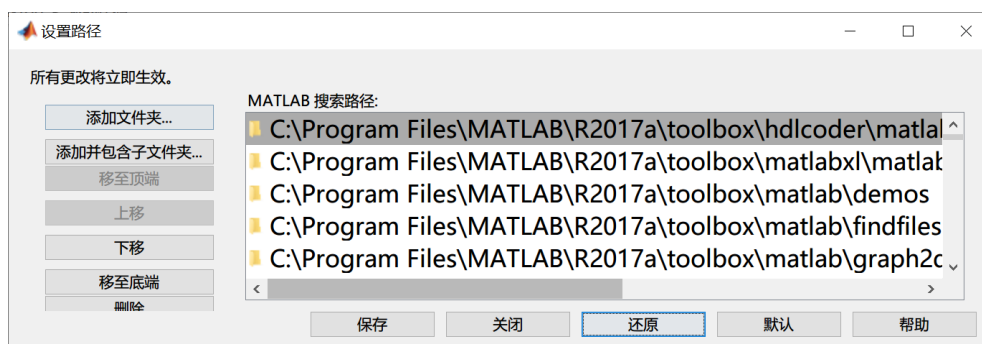 设置路径
所有更改将立即生效。
添加文件夹...
添加并包含子文件夹...
移至顶端
上移
下移
移至底端
删除
MATLAB 搜索路径:
C:\Program Files\MATLAB\R2017a\toolbox\hdlcoder\matlab
C:\Program Files\MATLAB\R2017a\toolbox\matlabxl\matlab
C:\Program Files\MATLAB\R2017a\toolbox\matlab\demos
C:\Program Files\MATLAB\R2017a\toolbox\matlab\findfiles
C:\Program Files\MATLAB\R2017a\toolbox\matlab\graph2d
保存 关闭 还原 默认 帮助